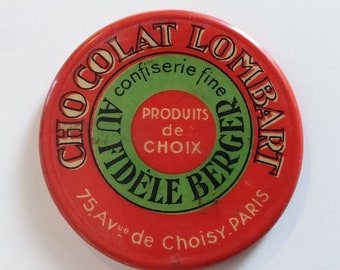 CHOCOLAT LOMBART
confiserie fine
AU FIDÈLE BERGER
PRODUITS
de
CHOIX
75, Avue de Choisy. PARIS